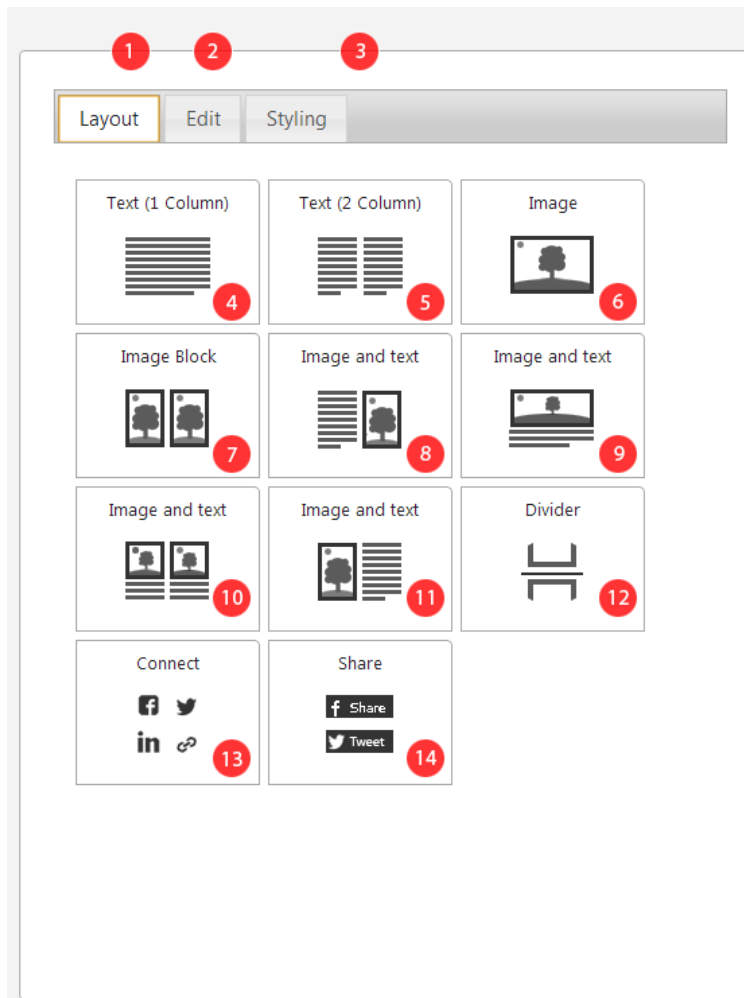 1 2 3
Layout Edit Styling
Text (1 Column) Text (2 Column) Image
4 5 6
Image Block Image and text Image and text
7 8 9
Image and text Image and text Divider
10 11 12
Connect Share
f f Share
in Tweet
13 14